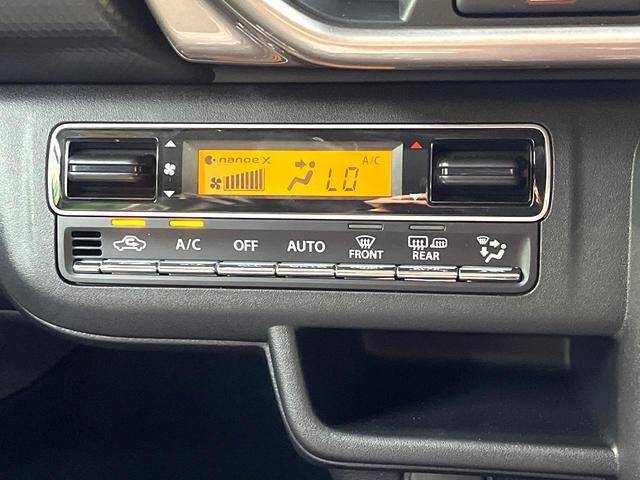 nanoe X A/C
LO
A/C OFF AUTO FRONT REAR